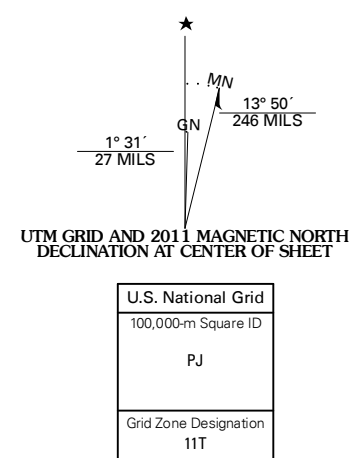 ★
MN
GN
13° 50´
246 MILS
1° 31´
27 MILS
UTM GRID AND 2011 MAGNETIC NORTH
DECLINATION AT CENTER OF SHEET
U.S. National Grid
100,000-m Square ID
PJ
Grid Zone Designation
11T